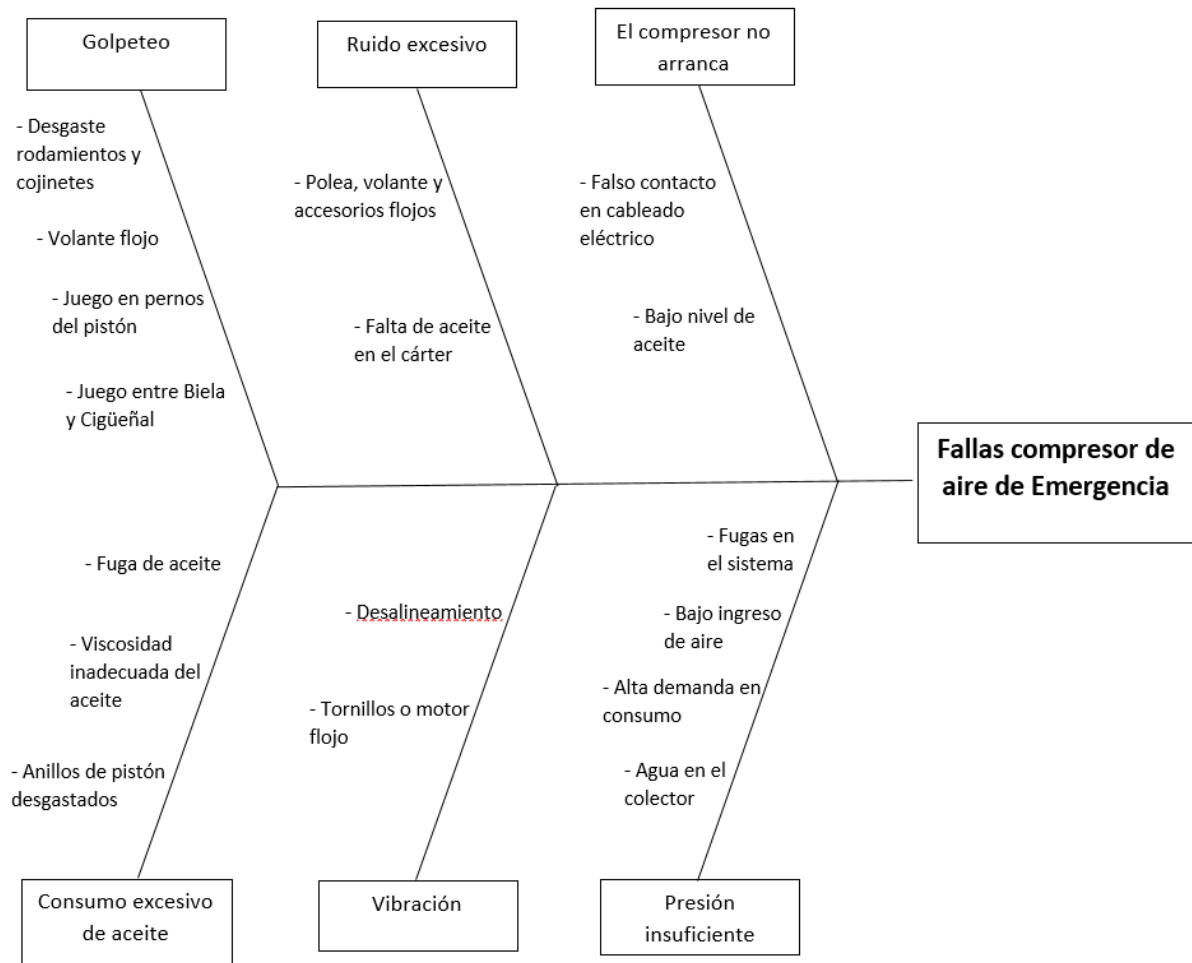 Golpeteo
Ruido excesivo
El compresor no
arranca
- Desgaste
rodamientos y
cojinetes
- Volante flojo
- Juego en pernos
del pistón
- Juego entre Biela
y Cigüeñal
- Polea, volante y
accesorios flojos
- Falta de aceite
en el cárter
- Falso contacto
en cableado
eléctrico
- Bajo nivel de
aceite
Fallas compresor de
aire de Emergencia
- Fuga de aceite
- Viscosidad
inadecuada del
aceite
- Anillos de pistón
desgastados
- Desalineamiento
- Tornillos o motor
flojo
- Fugas en
el sistema
- Bajo ingreso
de aire
- Alta demanda en
consumo
- Agua en el
colector
Consumo excesivo
de aceite
Vibración
Presión
insuficiente